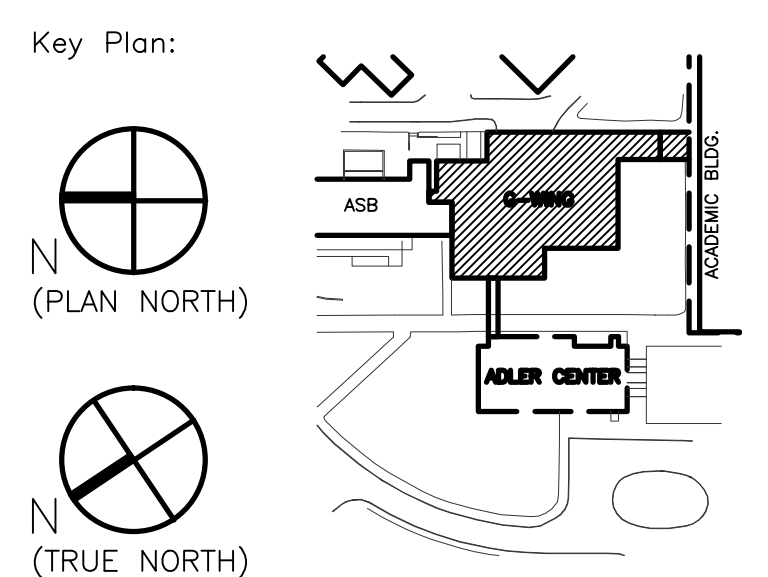 Key Plan:
N
(PLAN NORTH)
N
(TRUE NORTH)
ASB
G-WING
ACADEMIC BLDG.
ADLER CENTER